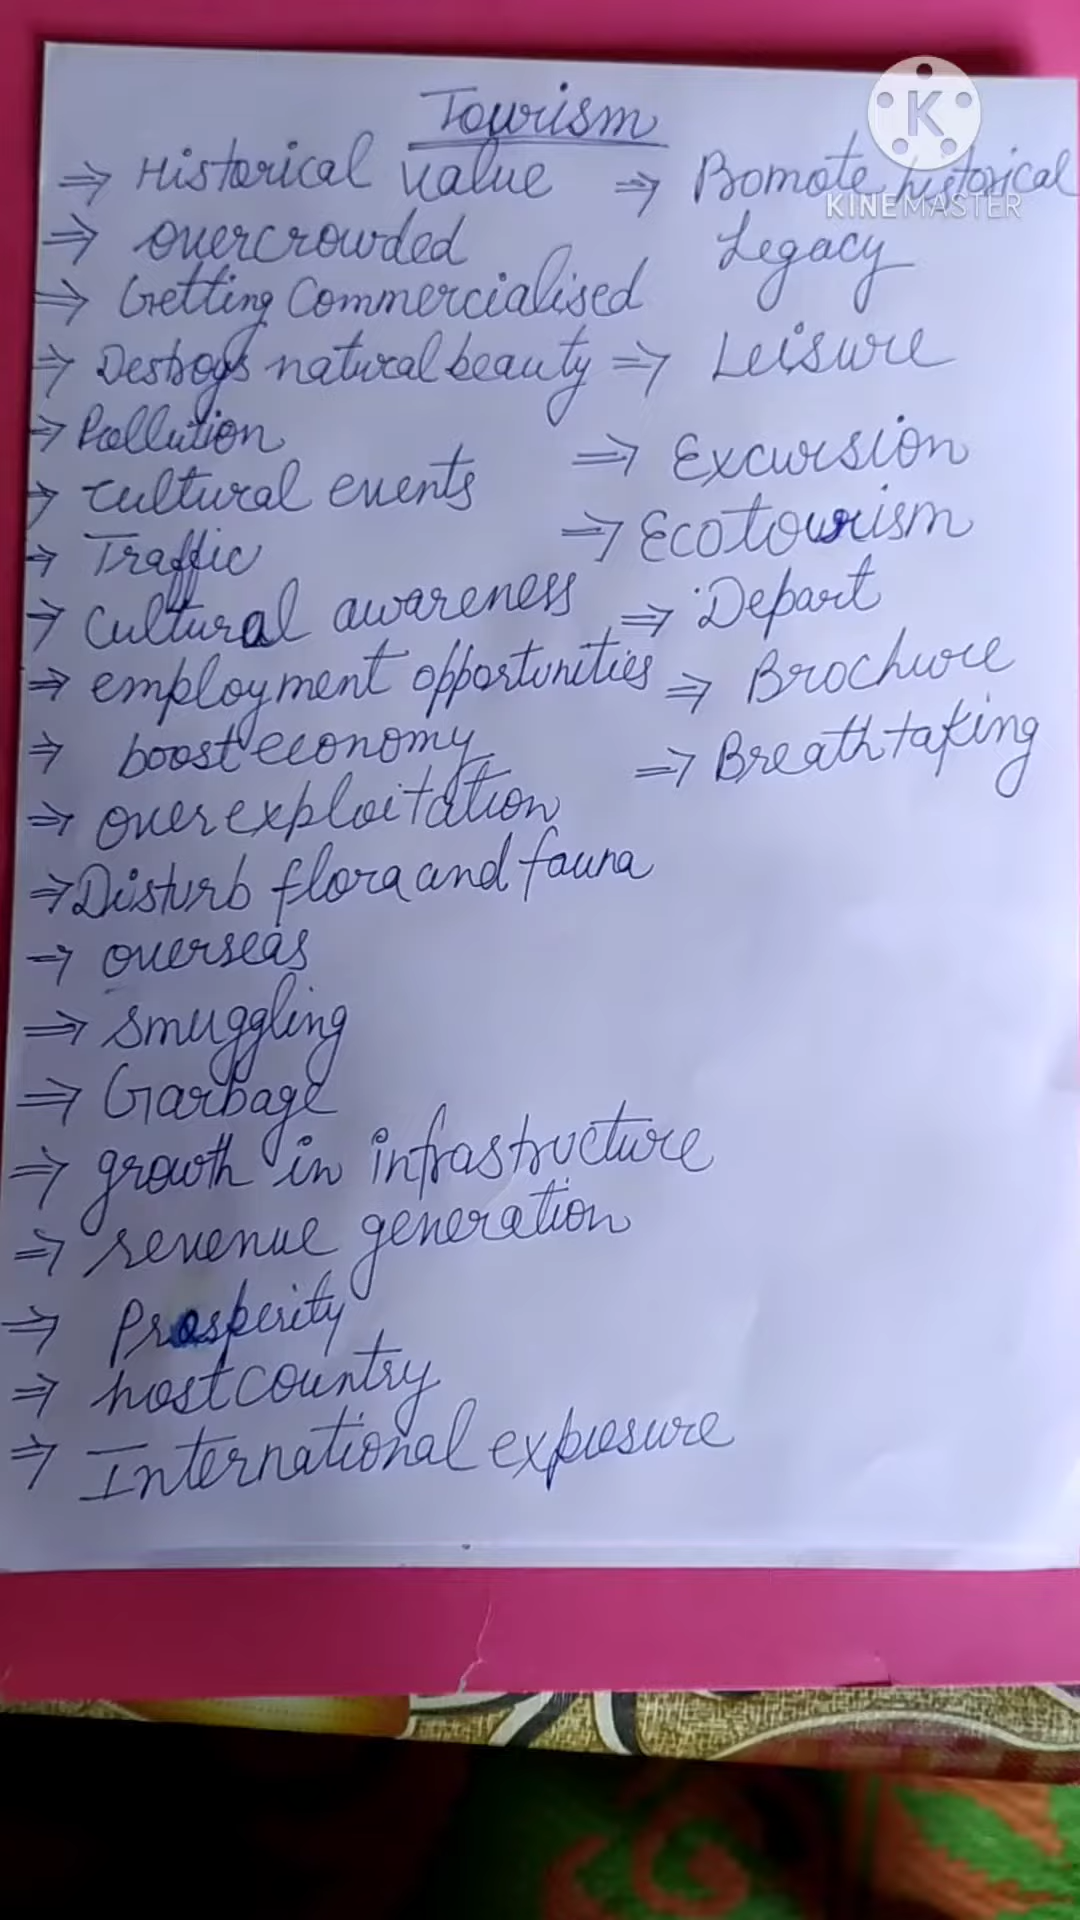 Tourism
⇒ Historical value
⇒ overcrowded
⇒ Getting Commercialised
⇒ Destroys natural beauty
⇒ Pollution
⇒ cultural events
⇒ Traffic
⇒ Cultural awareness
⇒ employment opportunities
⇒ boost economy
⇒ over exploitation
⇒ Disturb flora and fauna
⇒ overseas
⇒ smuggling
⇒ Garbage
⇒ growth in infrastructure
⇒ revenue generation
⇒ Prosperity
⇒ host country
⇒ International exposure
⇒ Promote historical
Legacy
⇒ Leisure
⇒ Excursion
⇒ Ecotourism
⇒ Depart
⇒ Brochure
⇒ Breathtaking
K
KINEMASTER